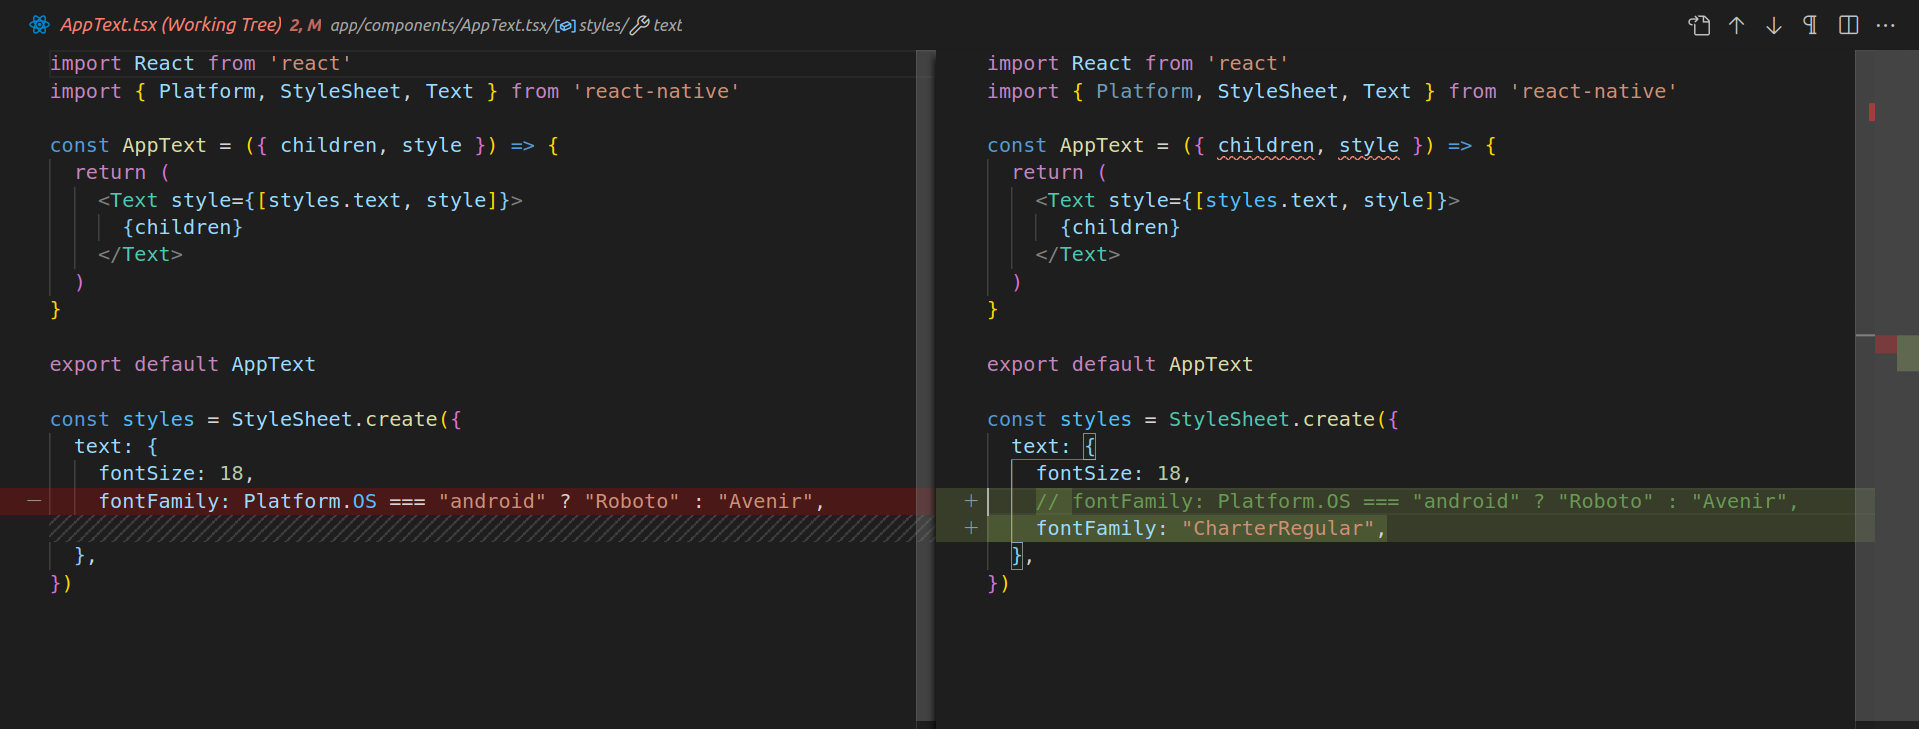 AppText.tsx (Working Tree) 2, M app/components/AppText.tsx/styles/text
import React from 'react'
import { Platform, StyleSheet, Text } from 'react-native'
const AppText = ({ children, style }) => {
return (
<Text style={[styles.text, style]}>
{children}
</Text>
)
}
export default AppText
const styles = StyleSheet.create({
text: {
fontSize: 18,
— fontFamily: Platform.OS === "android" ? "Roboto" : "Avenir",
},
})
import React from 'react'
import { Platform, StyleSheet, Text } from 'react-native'
const AppText = ({ children, style }) => {
return (
<Text style={[styles.text, style]}>
{children}
</Text>
)
}
export default AppText
const styles = StyleSheet.create({
text: {
fontSize: 18,
+ // fontFamily: Platform.OS === "android" ? "Roboto" : "Avenir",
+ fontFamily: "CharterRegular",
},
})